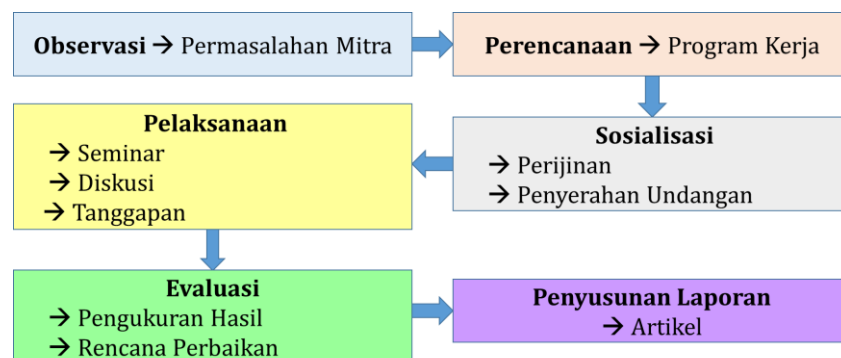 Observasi → Permasalahan Mitra
Perencanaan → Program Kerja
Sosialisasi
→ Perijinan
→ Penyerahan Undangan
Pelaksanaan
→ Seminar
→ Diskusi
→ Tanggapan
Evaluasi
→ Pengukuran Hasil
→ Rencana Perbaikan
Penyusunan Laporan
→ Artikel